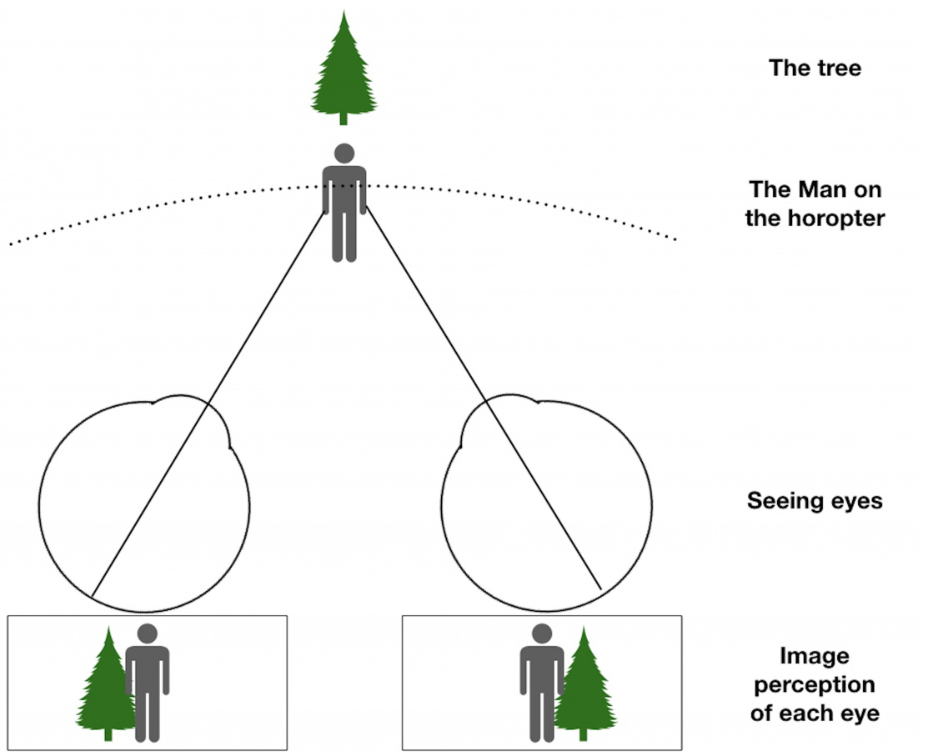 The tree
The Man on
the horopter
Seeing eyes
Image
perception
of each eye